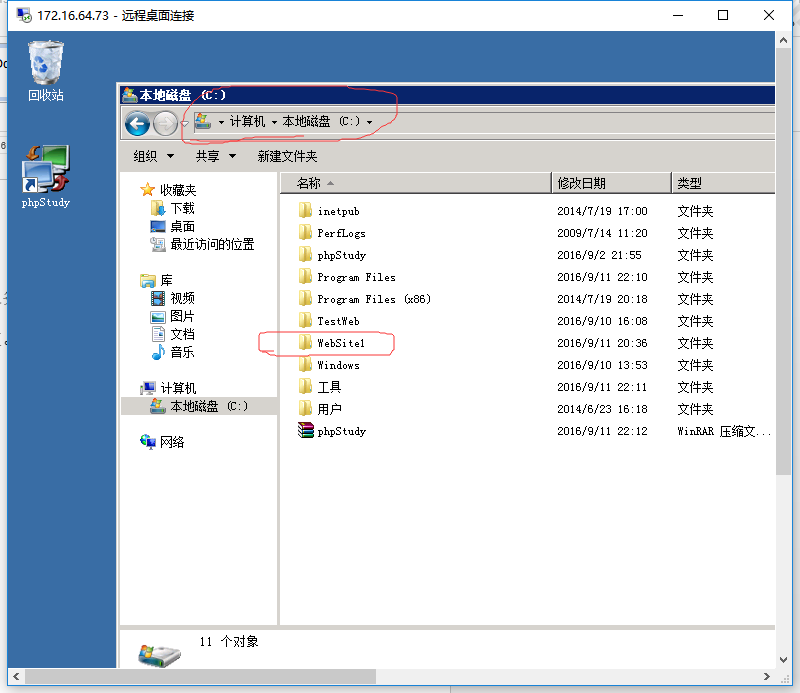 172.16.64.73 - 远程桌面连接
回收站
phpStudy
本地磁盘 (C:)
计算机 本地磁盘 (C:)
组织 共享 新建文件夹
收藏夹
下载
桌面
最近访问的位置
库
视频
图片
文档
音乐
计算机
本地磁盘 (C:)
网络
名称 修改日期 类型
inetpub 2014/7/19 17:00 文件夹
PerfLogs 2009/7/14 11:20 文件夹
phpStudy 2016/9/2 21:55 文件夹
Program Files 2016/9/11 22:10 文件夹
Program Files (x86) 2014/7/19 20:18 文件夹
TestWeb 2016/9/10 16:08 文件夹
WebSite1 2016/9/11 20:36 文件夹
Windows 2016/9/10 13:53 文件夹
工具 2016/9/11 22:11 文件夹
用户 2014/6/23 16:18 文件夹
phpStudy 2016/9/11 22:12 WinRAR 压缩文...
11 个对象